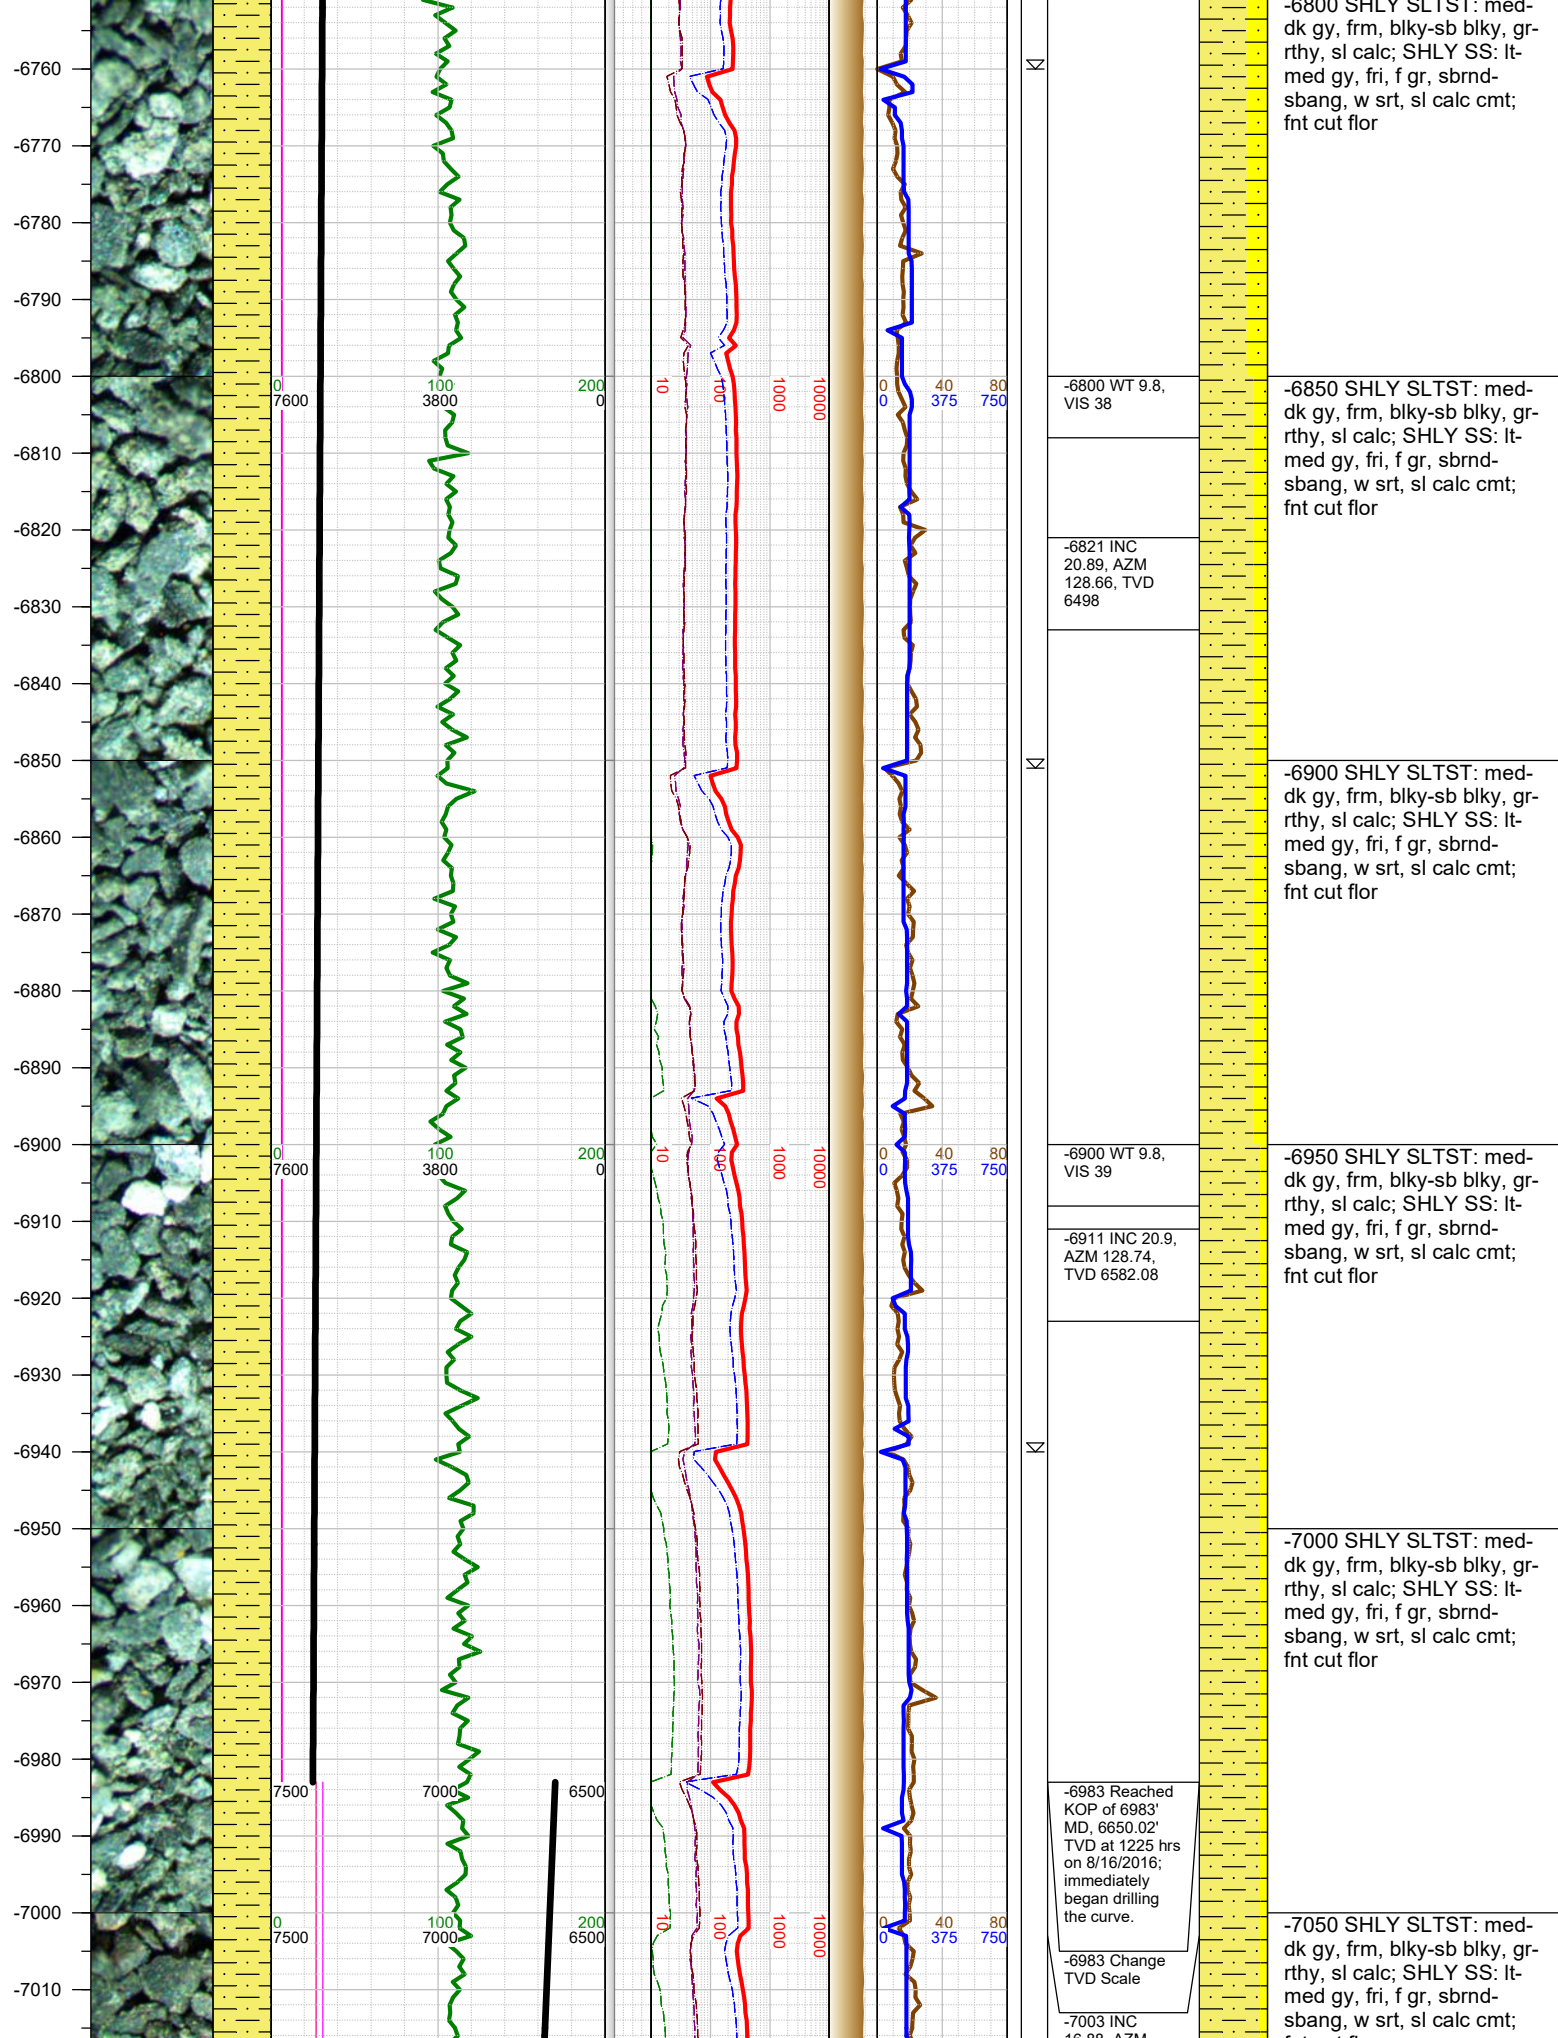 -6800 SHLY SLTST: med-
dk gy, frm, blky-sb blky, gr-
rthy, sl calc; SHLY SS: lt-
med gy, fri, f gr, sbrnd-
sbang, w srt, sl calc cmt;
fnt cut flor
-6760
-6770
-6780
-6790
-6800
0 100 200 10 100 1000 10000 0 40 80
7600 3800 0 0 375 750
-6800 WT 9.8,
VIS 38
-6850 SHLY SLTST: med-
dk gy, frm, blky-sb blky, gr-
rthy, sl calc; SHLY SS: lt-
med gy, fri, f gr, sbrnd-
sbang, w srt, sl calc cmt;
fnt cut flor
-6810
-6820
-6821 INC
20.89, AZM
128.66, TVD
6498
-6830
-6840
-6850
-6900 SHLY SLTST: med-
dk gy, frm, blky-sb blky, gr-
rthy, sl calc; SHLY SS: lt-
med gy, fri, f gr, sbrnd-
sbang, w srt, sl calc cmt;
fnt cut flor
-6860
-6870
-6880
-6890
-6900
0 100 200 10 100 1000 10000 0 40 80
7600 3800 0 0 375 750
-6900 WT 9.8,
VIS 39
-6950 SHLY SLTST: med-
dk gy, frm, blky-sb blky, gr-
rthy, sl calc; SHLY SS: lt-
med gy, fri, f gr, sbrnd-
sbang, w srt, sl calc cmt;
fnt cut flor
-6910
-6911 INC 20.9,
AZM 128.74,
TVD 6582.08
-6920
-6930
-6940
-6950
-7000 SHLY SLTST: med-
dk gy, frm, blky-sb blky, gr-
rthy, sl calc; SHLY SS: lt-
med gy, fri, f gr, sbrnd-
sbang, w srt, sl calc cmt;
fnt cut flor
-6960
-6970
-6980
7500 7000 6500
-6983 Reached
KOP of 6983'
MD, 6650.02'
TVD at 1225 hrs
on 8/16/2016;
immediately
began drilling
the curve.
-6990
-7000
0 100 200 10 100 1000 10000 0 40 80
7500 7000 6500 0 375 750
-6983 Change
TVD Scale
-7050 SHLY SLTST: med-
dk gy, frm, blky-sb blky, gr-
rthy, sl calc; SHLY SS: lt-
med gy, fri, f gr, sbrnd-
sbang, w srt, sl calc cmt;
-7010
-7003 INC
16.88, AZM